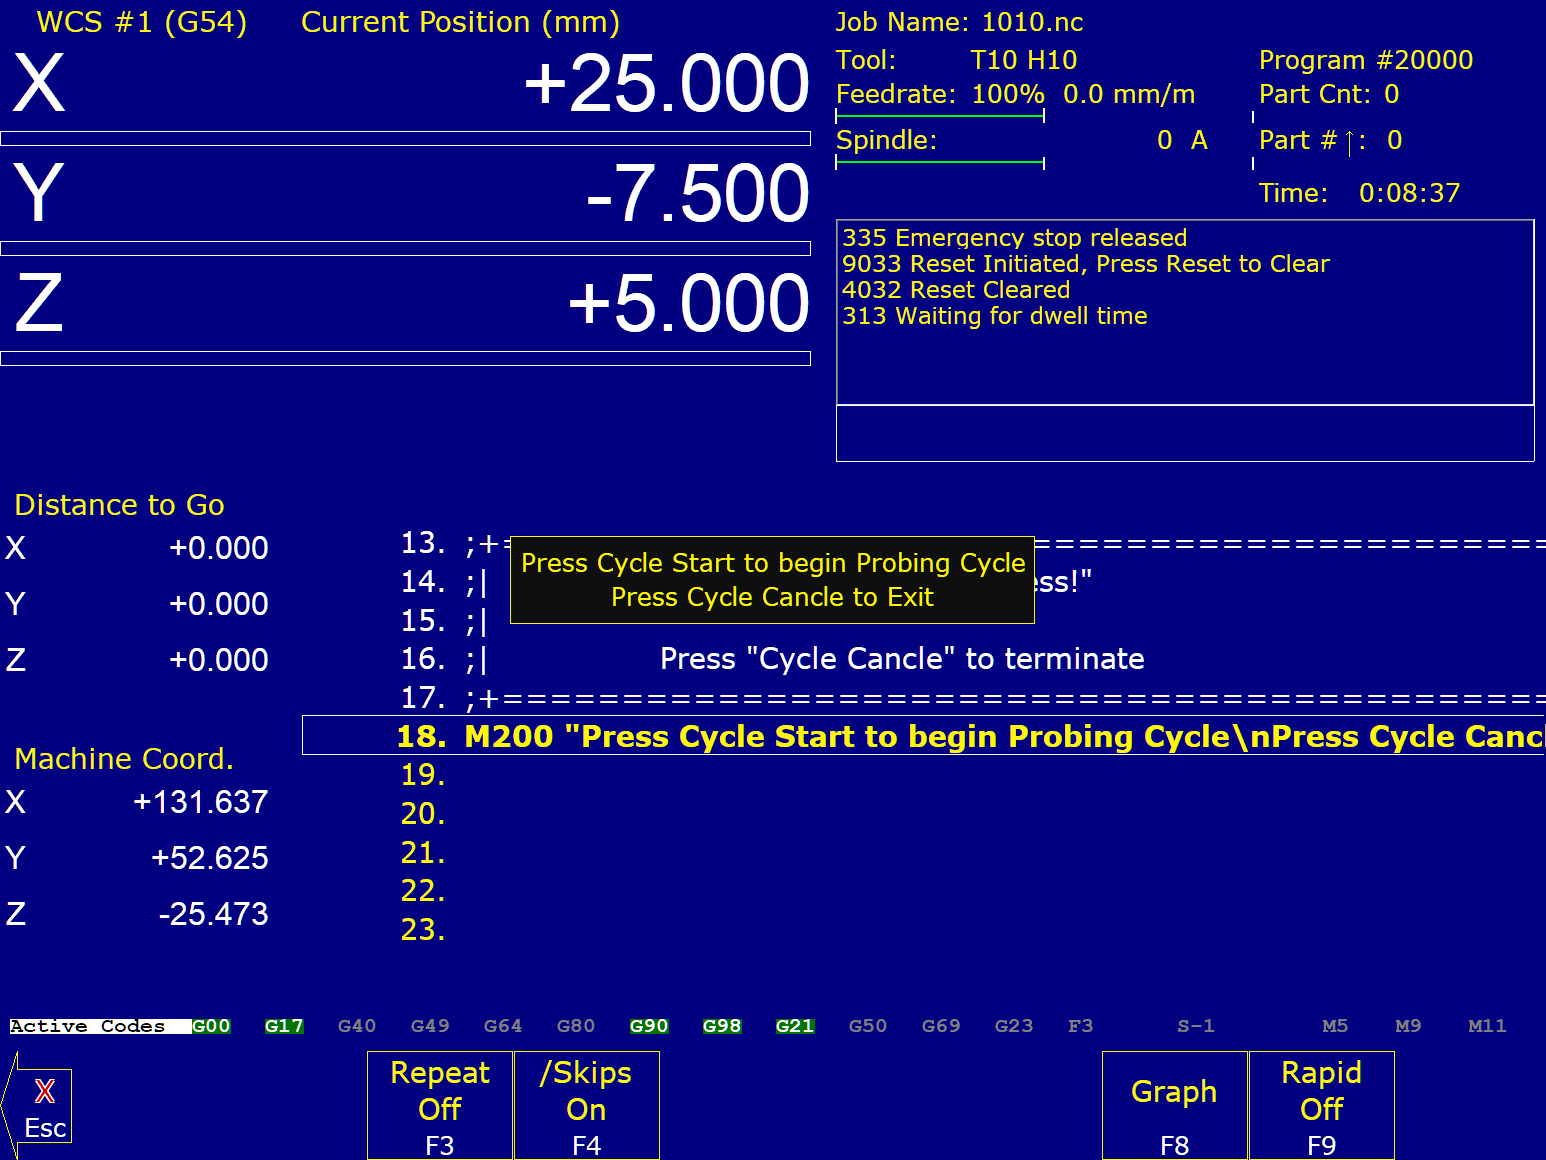 WCS #1 (G54) Current Position (mm)
X +25.000
Y -7.500
Z +5.000
Job Name: 1010.nc
Tool: T10 H10 Program #20000
Feedrate: 100% 0.0 mm/m Part Cnt: 0
Spindle: 0 A Part #↑: 0
Time: 0:08:37
335 Emergency stop released
9033 Reset Initiated, Press Reset to Clear
4032 Reset Cleared
313 Waiting for dwell time
Distance to Go
X +0.000
Y +0.000
Z +0.000
Machine Coord.
X +131.637
Y +52.625
Z -25.473
Press Cycle Start to begin Probing Cycle
Press Cycle Cancle to Exit
13. ;+===========================================
14. ;| ess!"
15. ;|
16. ;| Press "Cycle Cancle" to terminate
17. ;+=============================================
18. M200 "Press Cycle Start to begin Probing Cycle\nPress Cycle Cancl
19.
20.
21.
22.
23.
Active Codes G00 G17 G40 G49 G64 G80 G90 G98 G21 G50 G69 G23 F3 S-1 M5 M9 M11
X
Esc
Repeat
Off
F3
/Skips
On
F4
Graph
F8
Rapid
Off
F9